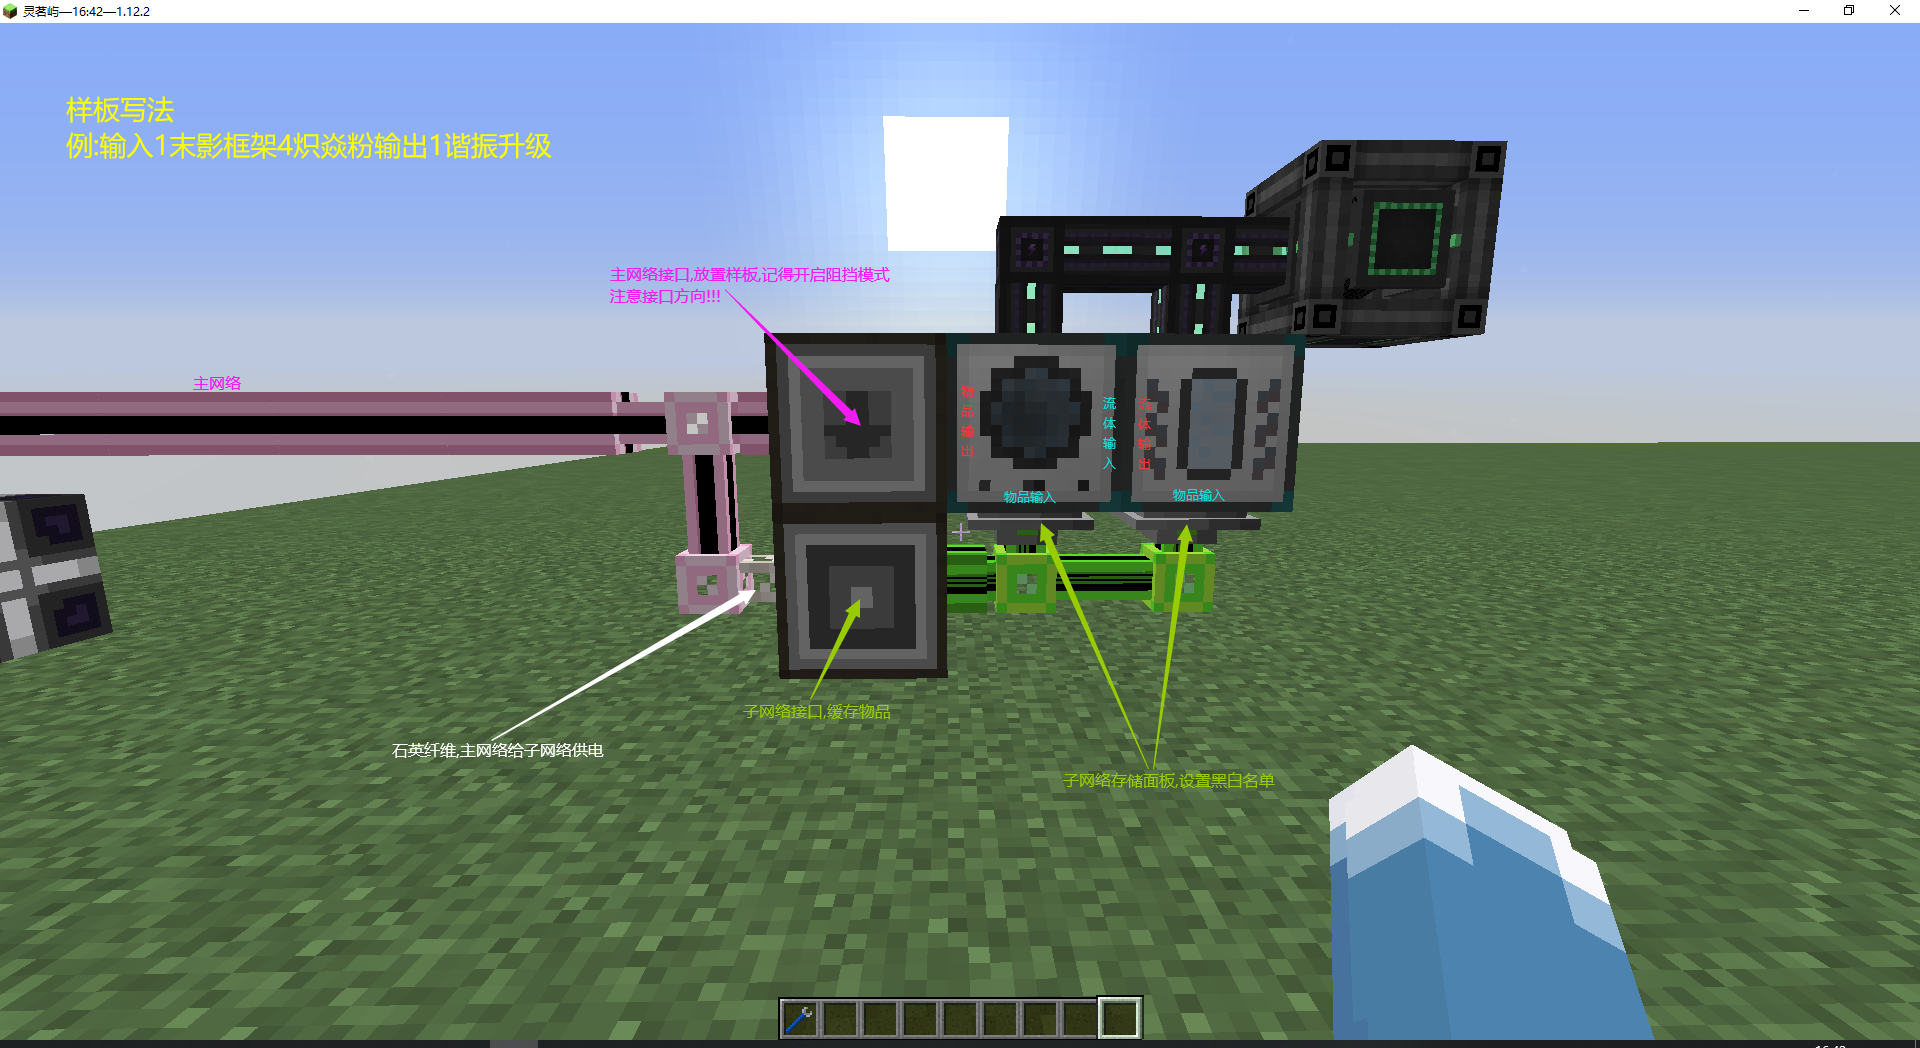 灵茗屿—16:42—1.12.2
样板写法
例:输入1末影框架4炽焱粉输出1谐振升级
主网络接口,放置样板,记得开启阻挡模式
注意接口方向!!!
主网络
物品输出
流体输入
流体输出
物品输入
物品输入
子网络接口,缓存物品
石英纤维,主网络给子网络供电
子网络存储面板,设置黑白名单